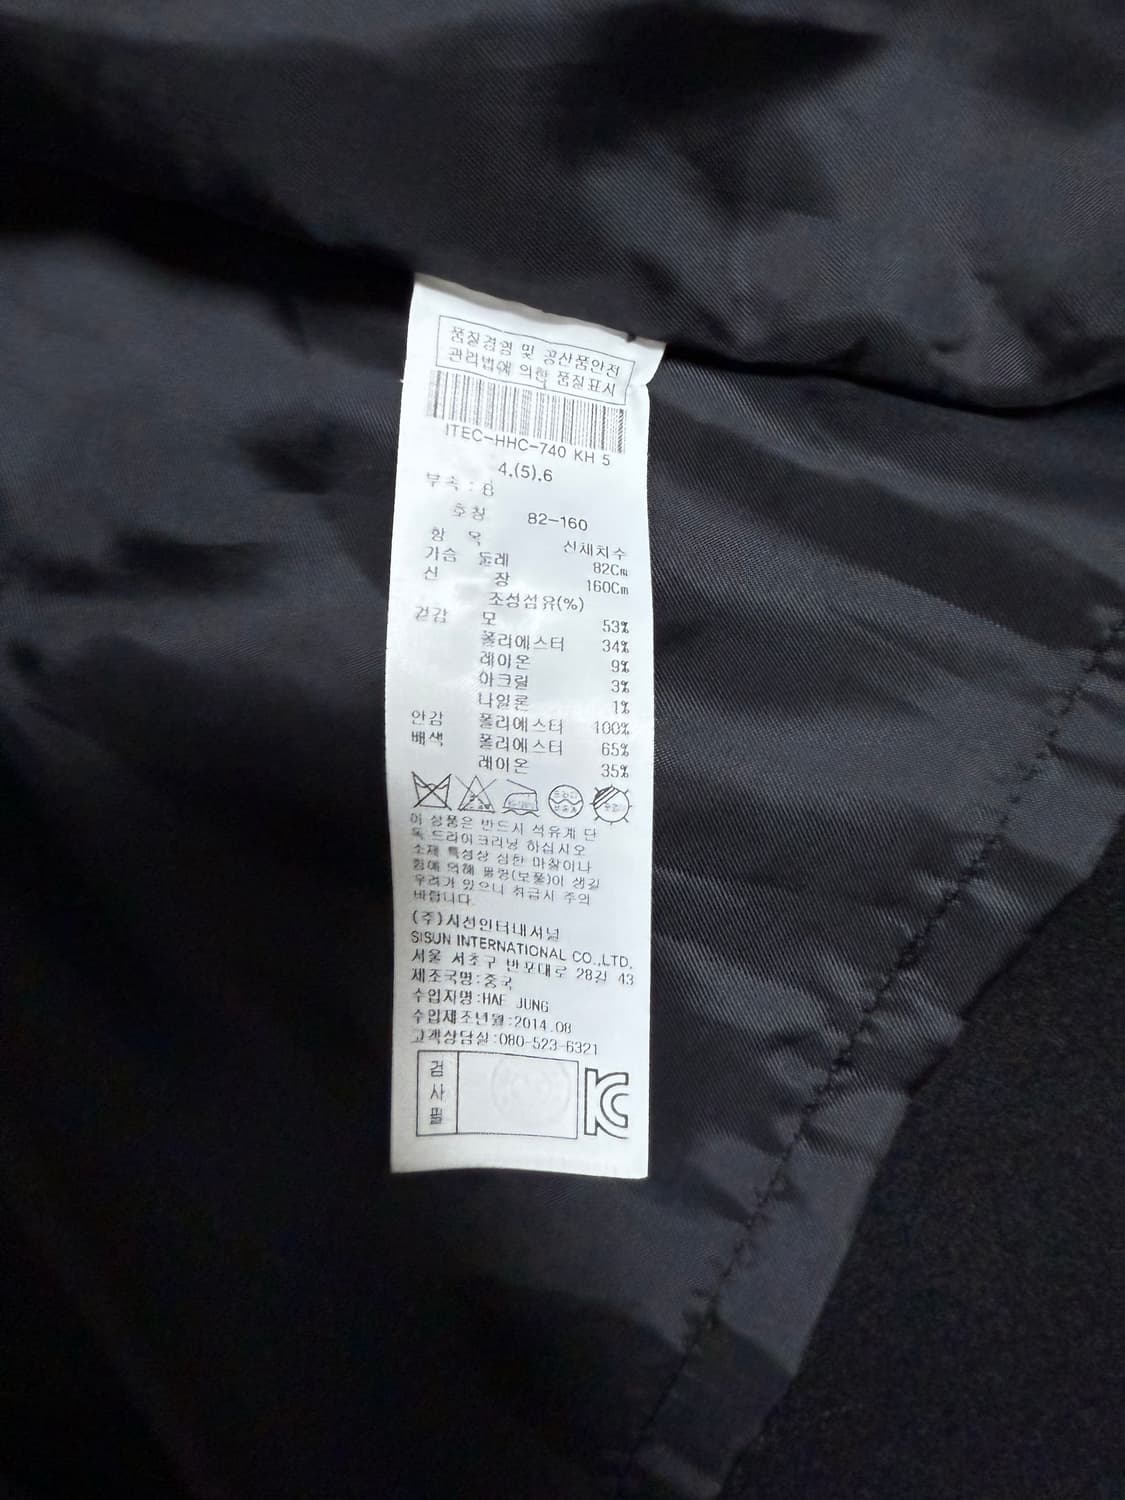 품질경영 및 공산품안전
관리법에 의한 품질표시
ITEC-HHC-740 KH 5
4.(5).6
부속 : B
호칭 82-160
항 목 신체치수
가슴 둘레 82Cm
신 장 160Cm
조성섬유(%)
겉감 모 53%
폴리에스터 34%
레이온 9%
아크릴 3%
나일론 1%
안감 폴리에스터 100%
배색 폴리에스터 65%
레이온 35%
이 상품은 반드시 석유계 단
독 드라이크리닝 하십시오
소재 특성상 심한 마찰이나
힘에 의해 필링(보풀)이 생길
우려가 있으니 취급시 주의
바랍니다.
(주)시선인터내셔널
SISUN INTERNATIONAL CO.,LTD.
서울 서초구 반포대로 28길 43
제조국명:중국
수입자명:HAE JUNG
수입제조년월:2014.08
고객상담실:080-523-6321
검
사
필